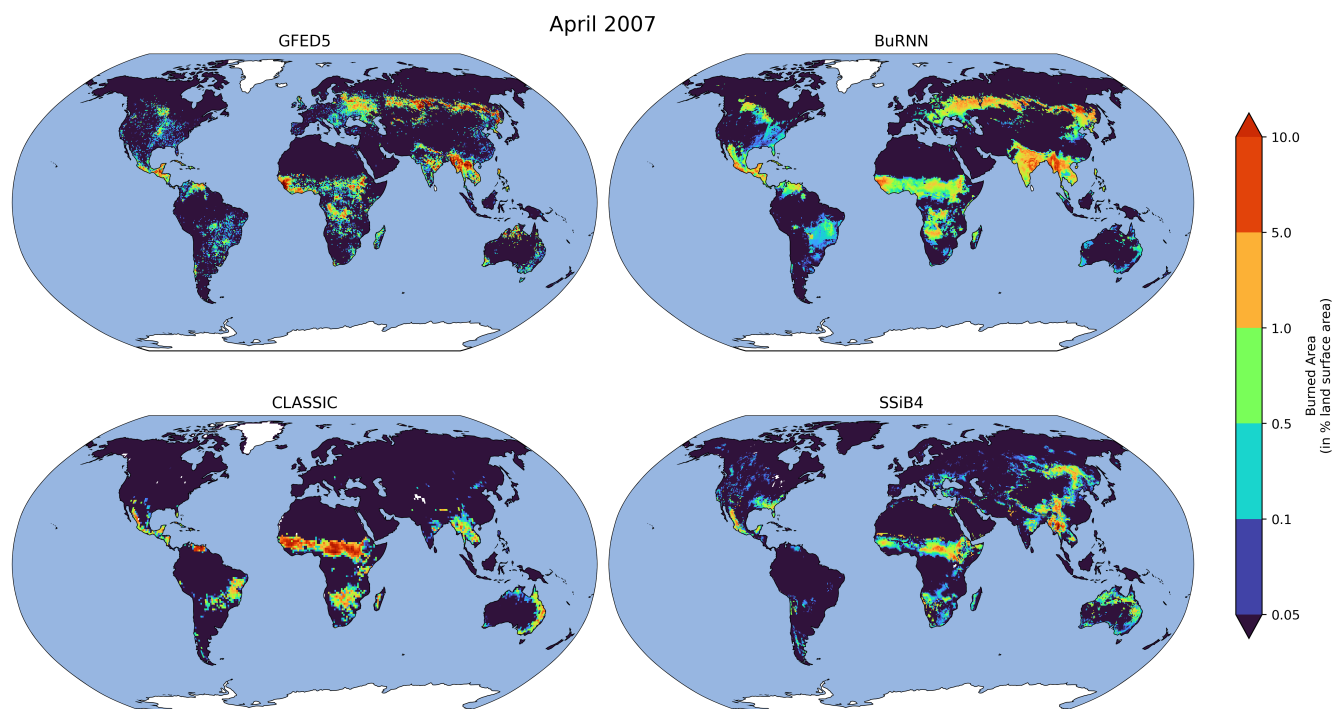 April 2007
GFED5
BuRNN
CLASSIC
SSiB4
10.0
5.0
1.0
0.5
0.1
0.05
Burned Area
(in % land surface area)